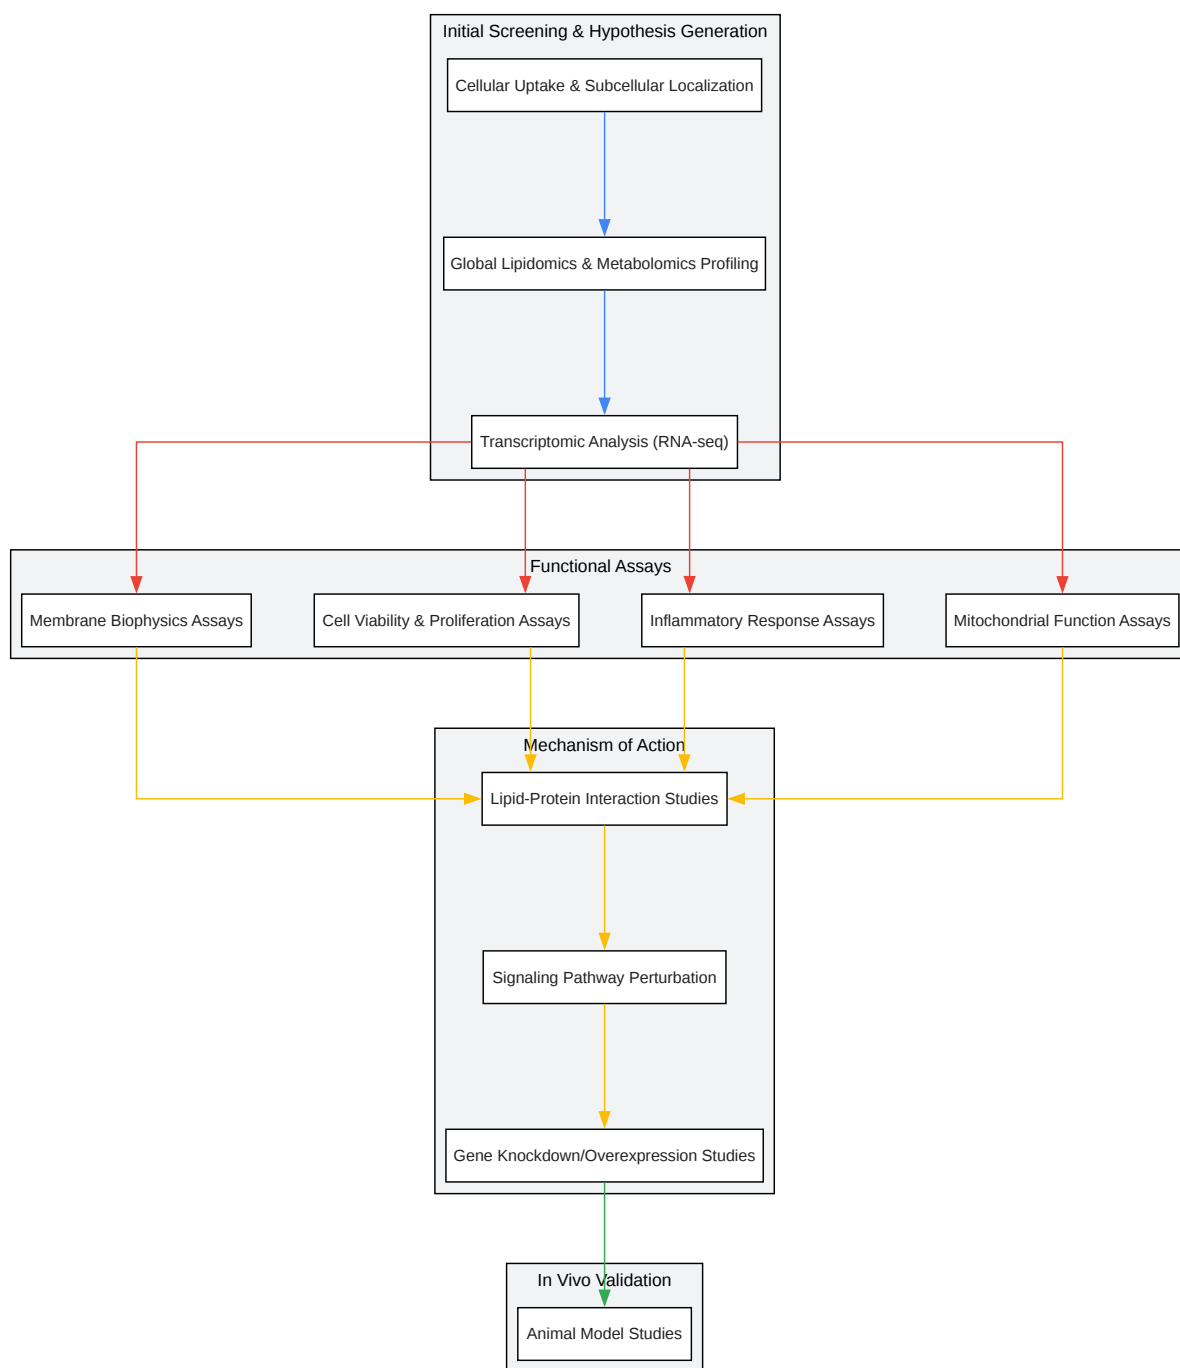 Initial Screening & Hypothesis Generation
Cellular Uptake & Subcellular Localization
Global Lipidomics & Metabolomics Profiling
Transcriptomic Analysis (RNA-seq)
Functional Assays
Membrane Biophysics Assays
Cell Viability & Proliferation Assays
Inflammatory Response Assays
Mitochondrial Function Assays
Mechanism of Action
Lipid-Protein Interaction Studies
Signaling Pathway Perturbation
Gene Knockdown/Overexpression Studies
In Vivo Validation
Animal Model Studies